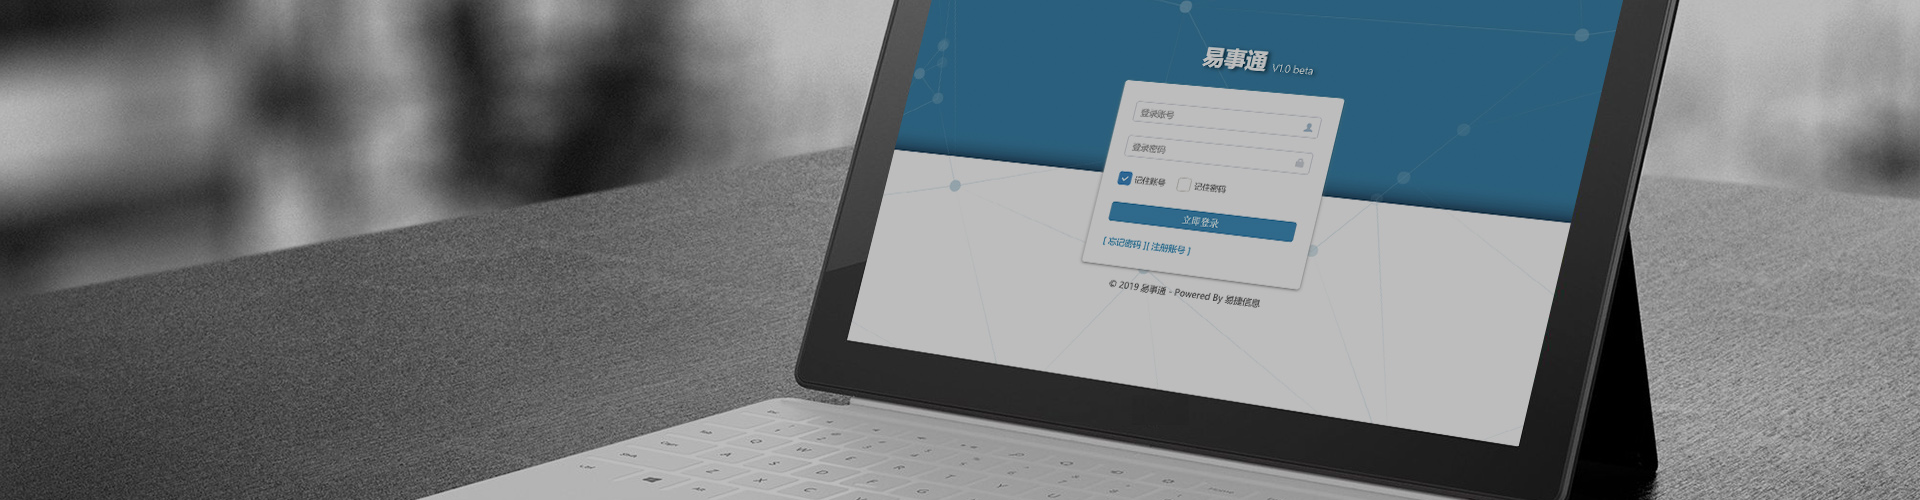 易事通 V1.0 beta
登录账号
登录密码
记住账号 记住密码
立即登录
[ 忘记密码 ][ 注册账号 ]
© 2019 易事通 - Powered By 易捷信息
Q W E R T Y U
A S D F G
Z X C